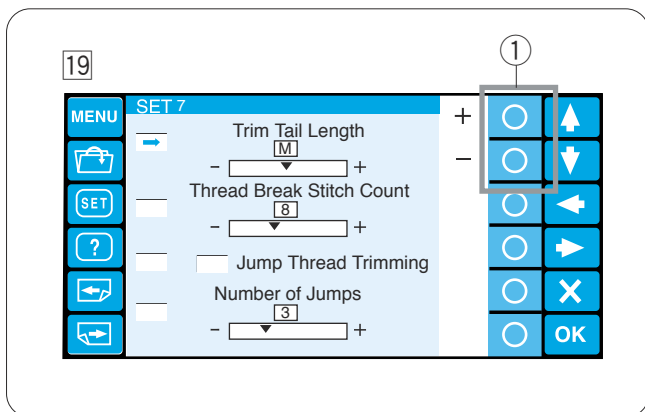 19
①
MENU
SET 7
+
Trim Tail Length
M
- +
−
Thread Break Stitch Count
8
- +
SET
?
Jump Thread Trimming
Number of Jumps
3
- +
X
OK